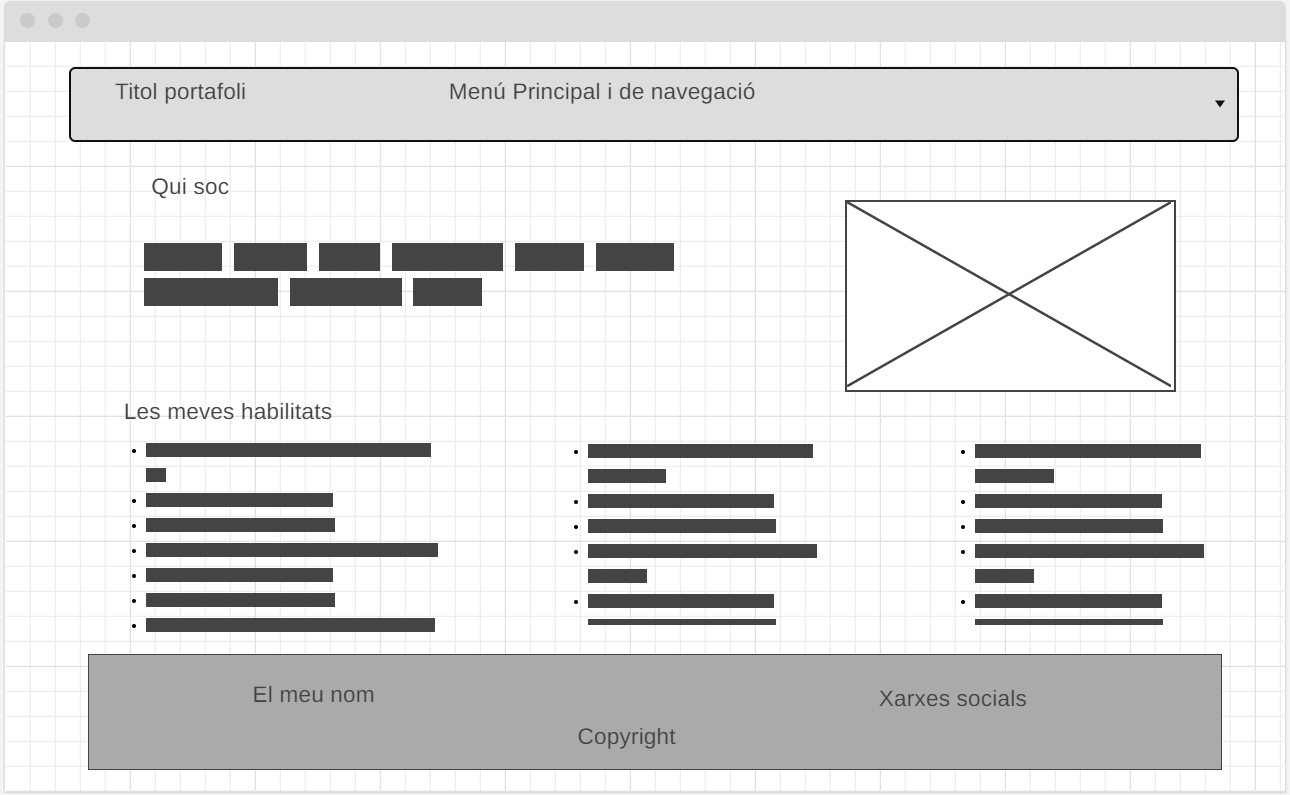 Titol portafoli
Menú Principal i de navegació
Qui soc
Les meves habilitats
El meu nom
Xarxes socials
Copyright